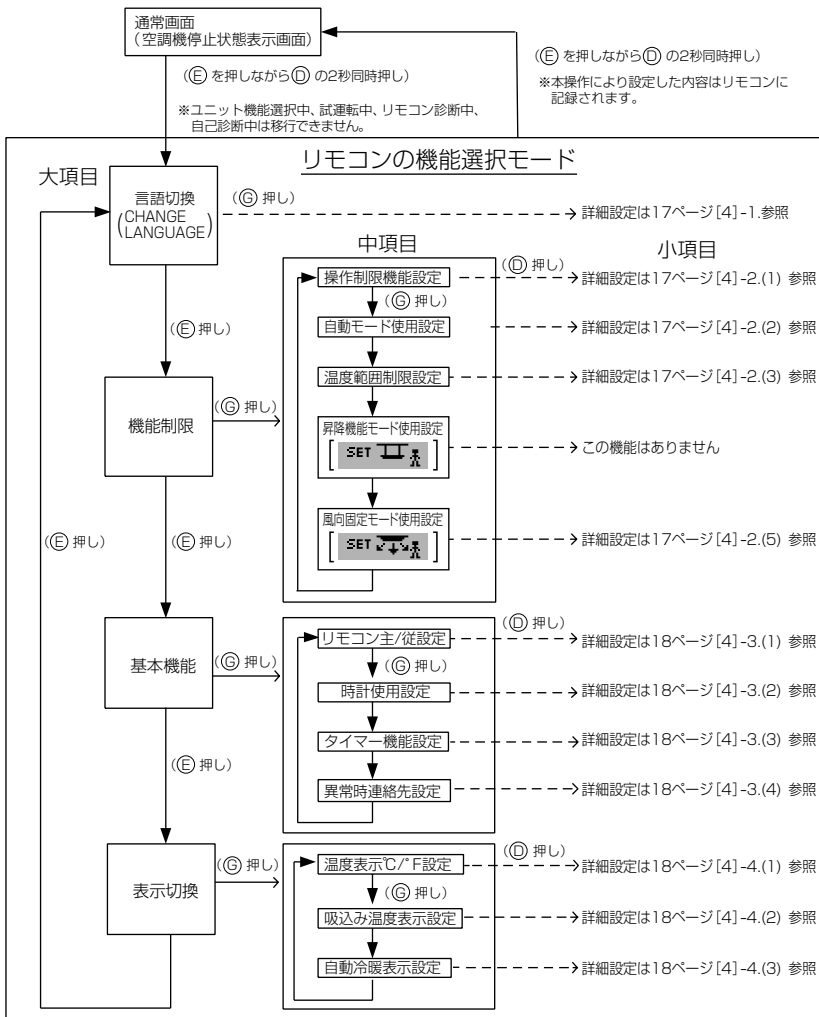 通常画面
(空調機停止状態表示画面)
(Ⓔ を押しながらⒹ の2秒同時押し)
※ユニット機能選択中、試運転中、リモコン診断中、
自己診断中は移行できません。
(Ⓔ を押しながらⒹ の2秒同時押し)
※本操作により設定した内容はリモコンに
記録されます。
リモコンの機能選択モード
大項目
言語切換
(CHANGE
LANGUAGE)
(Ⓖ 押し)
詳細設定は17ページ[4]-1.参照
中項目
小項目
(Ⓔ 押し)
機能制限
(Ⓖ 押し)
操作制限機能設定
(Ⓓ 押し)
詳細設定は17ページ[4]-2.(1) 参照
(Ⓖ 押し)
自動モード使用設定
詳細設定は17ページ[4]-2.(2) 参照
温度範囲制限設定
詳細設定は17ページ[4]-2.(3) 参照
昇降機能モード使用設定
[SET]
この機能はありません
風向固定モード使用設定
[SET]
詳細設定は17ページ[4]-2.(5) 参照
(Ⓔ 押し)
(Ⓔ 押し)
基本機能
(Ⓖ 押し)
リモコン主/従設定
(Ⓓ 押し)
詳細設定は18ページ[4]-3.(1) 参照
(Ⓖ 押し)
時計使用設定
詳細設定は18ページ[4]-3.(2) 参照
タイマー機能設定
詳細設定は18ページ[4]-3.(3) 参照
異常時連絡先設定
詳細設定は18ページ[4]-3.(4) 参照
(Ⓔ 押し)
表示切換
(Ⓖ 押し)
温度表示℃/°F設定
(Ⓓ 押し)
詳細設定は18ページ[4]-4.(1) 参照
(Ⓖ 押し)
吸込み温度表示設定
詳細設定は18ページ[4]-4.(2) 参照
自動冷暖表示設定
詳細設定は18ページ[4]-4.(3) 参照